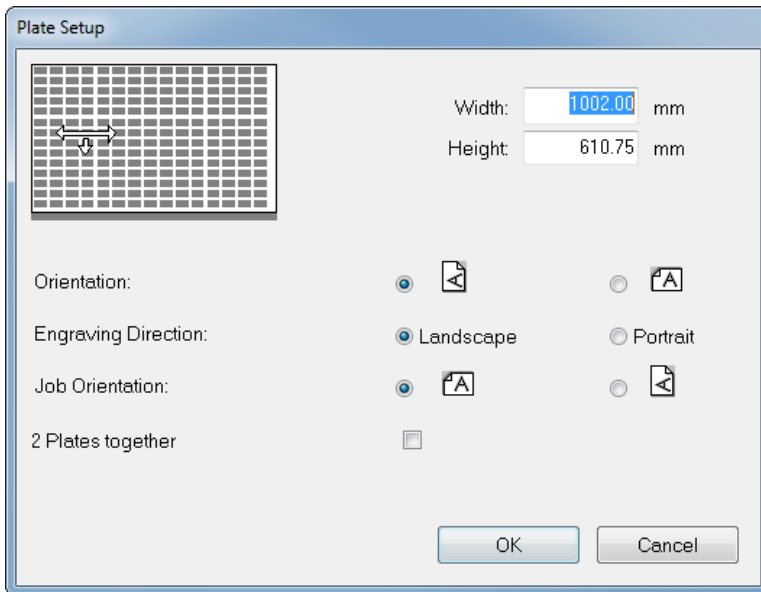 Plate Setup
Width: 1002.00 mm
Height: 610.75 mm
Orientation: A A
Engraving Direction: Landscape Portrait
Job Orientation: A A
2 Plates together
OK Cancel